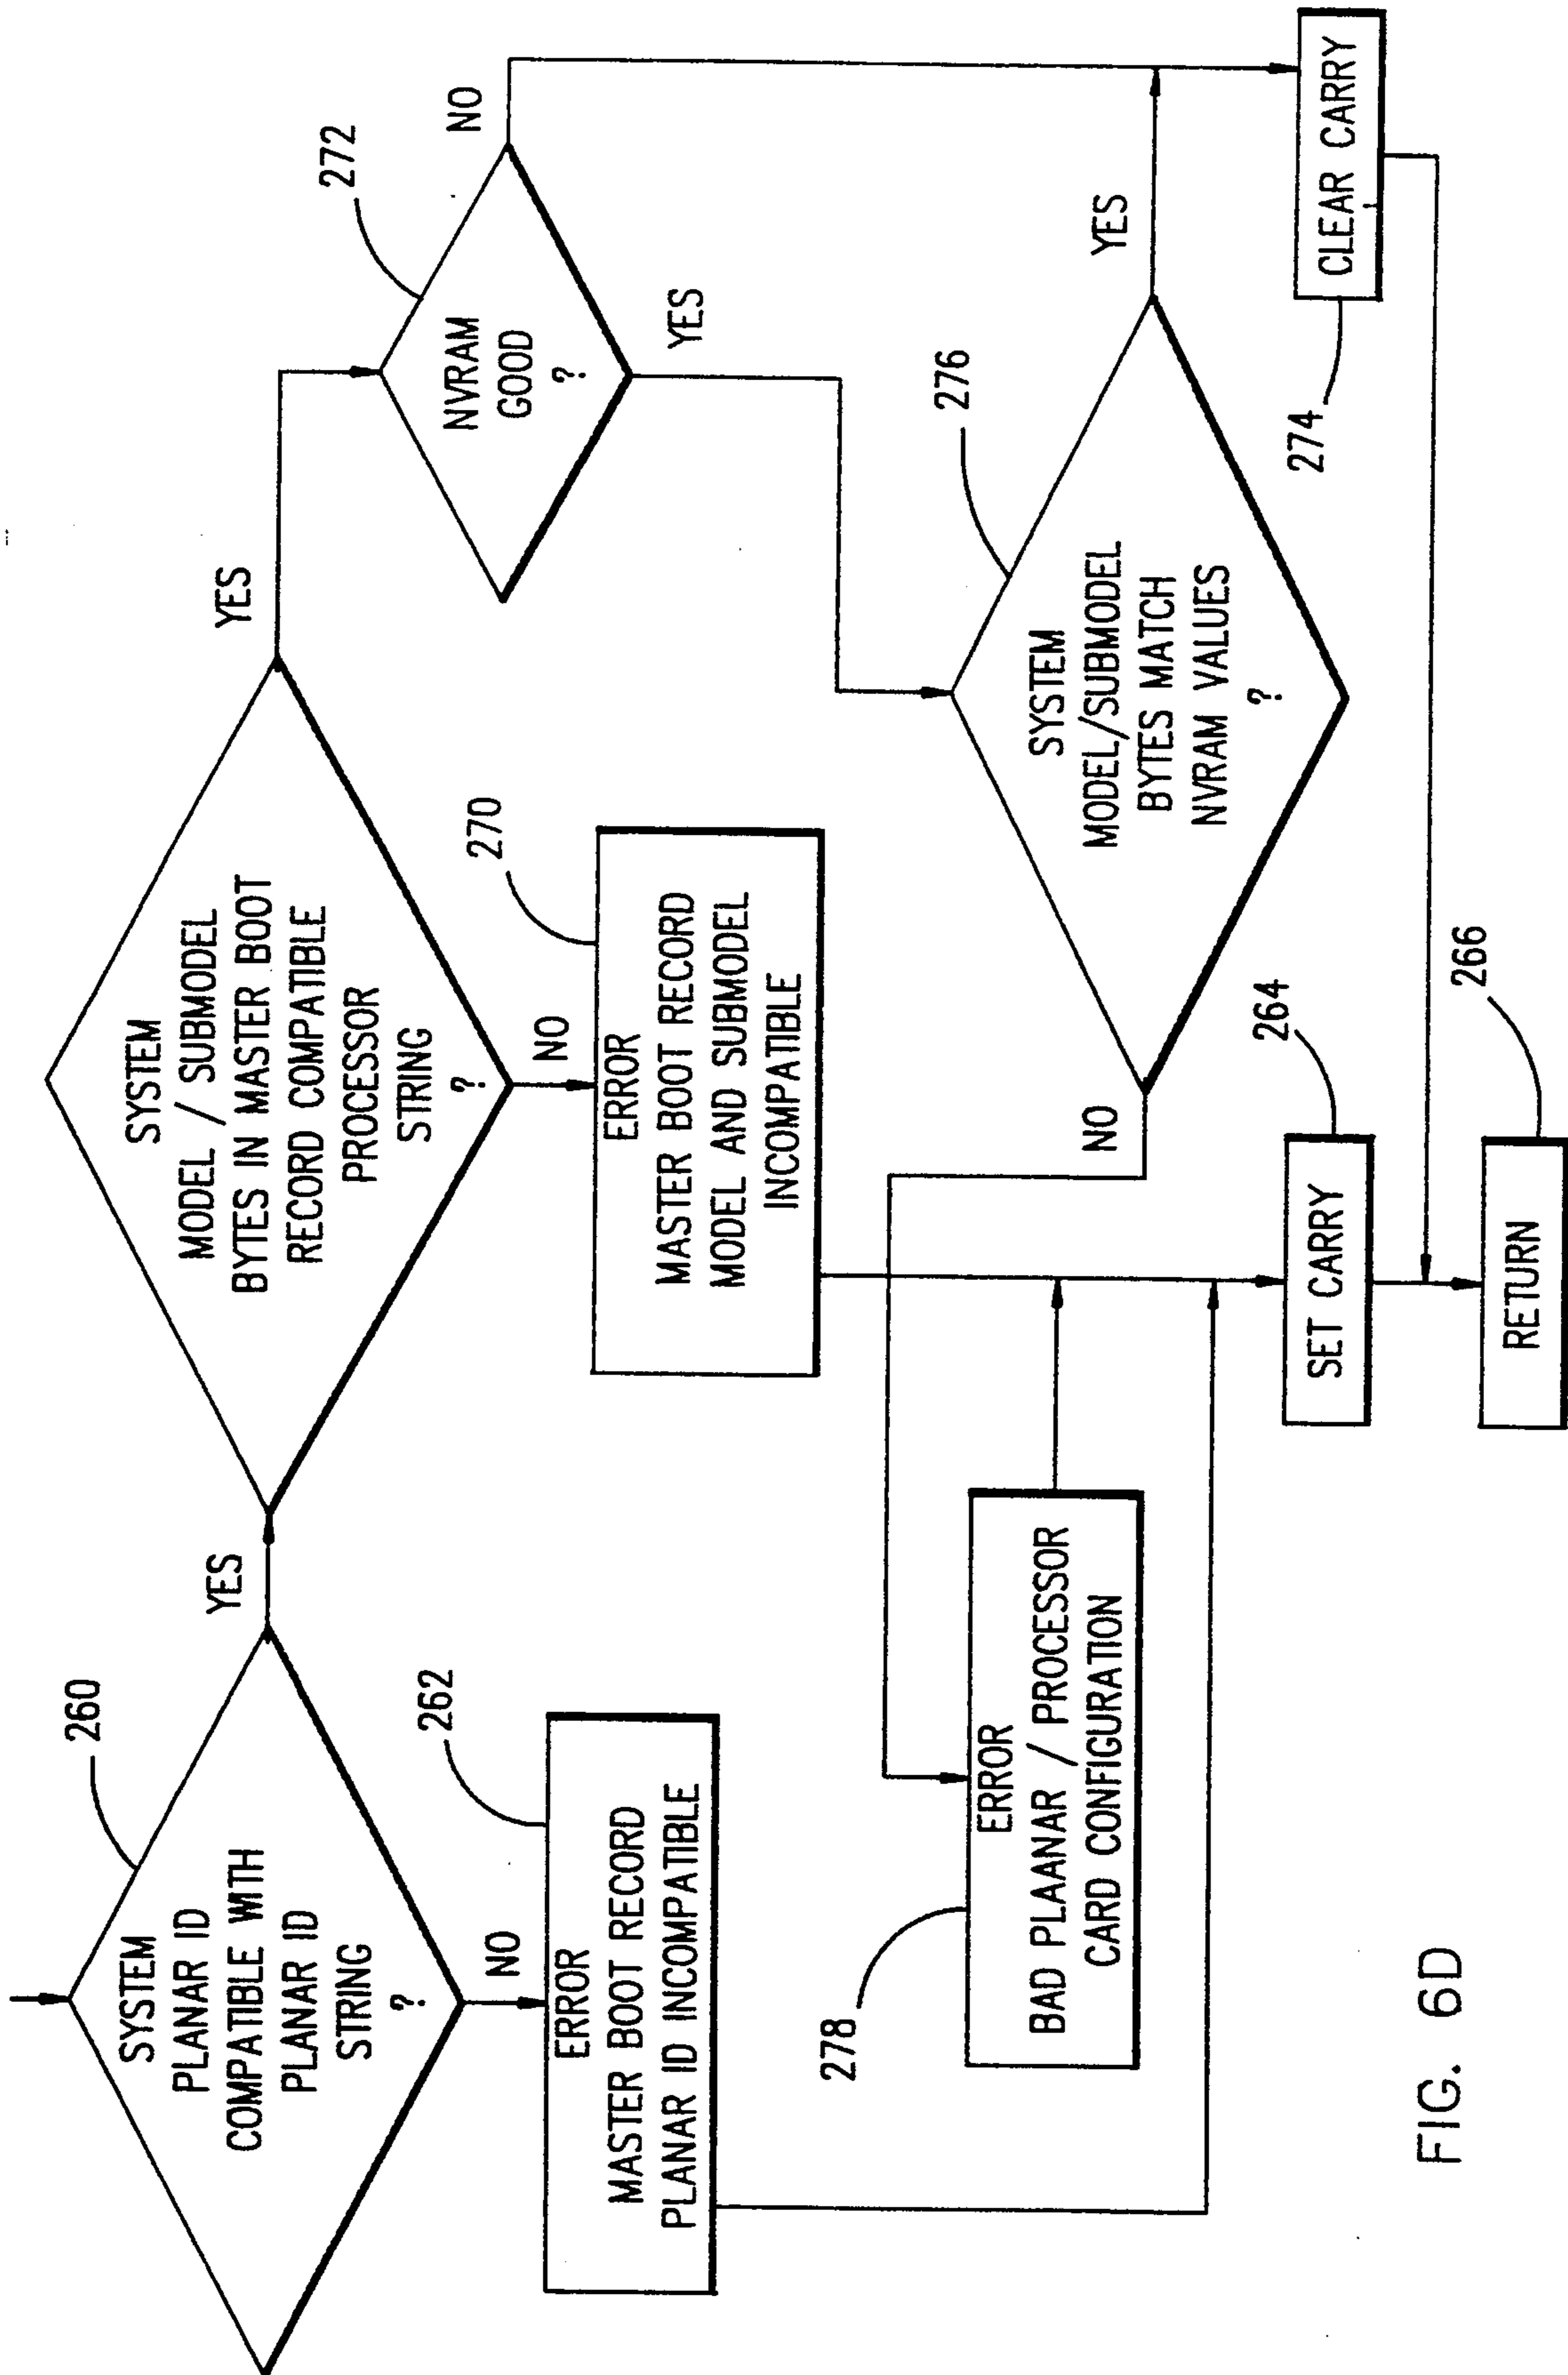 260
SYSTEM
PLANAR ID
COMPATIBLE WITH
PLANAR ID
STRING
?
YES
NO
262
ERROR
MASTER BOOT RECORD
PLANAR ID INCOMPATIBLE
SYSTEM
MODEL / SUBMODEL
BYTES IN MASTER BOOT
RECORD COMPATIBLE
PROCESSOR
STRING
?
YES
NO
270
ERROR
MASTER BOOT RECORD
MODEL AND SUBMODEL
INCOMPATIBLE
272
NVRAM
GOOD
?
NO
YES
276
SYSTEM
MODEL/SUBMODEL
BYTES MATCH
NVRAM VALUES
?
YES
NO
278
ERROR
BAD PLAANAR / PROCESSOR
CARD CONFIGURATION
264
SET CARRY
274
CLEAR CARRY
266
RETURN
FIG. 6D